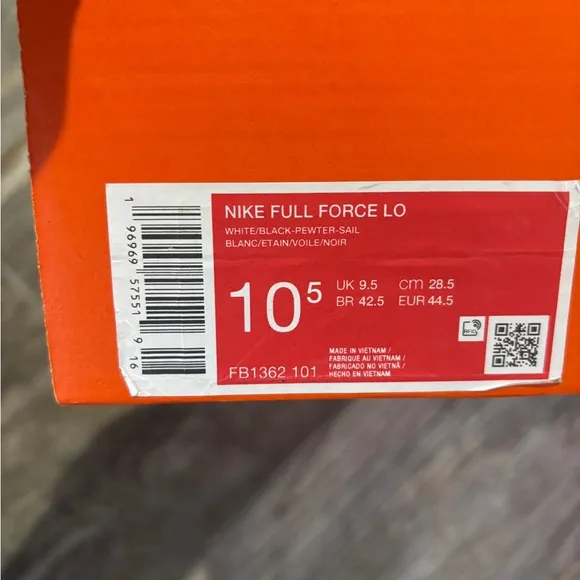 NIKE FULL FORCE LO
WHITE/BLACK-PEWTER-SAIL
BLANC/ETAIN/VOILE/NOIR
10⁵
UK 9.5 cm 28.5
BR 42.5 EUR 44.5
MADE IN VIETNAM /
FABRIQUE AU VIETNAM /
FABRICADO NO VIETNÃ /
HECHO EN VIETNAM
FB1362 101
1 96969 57551 9 16